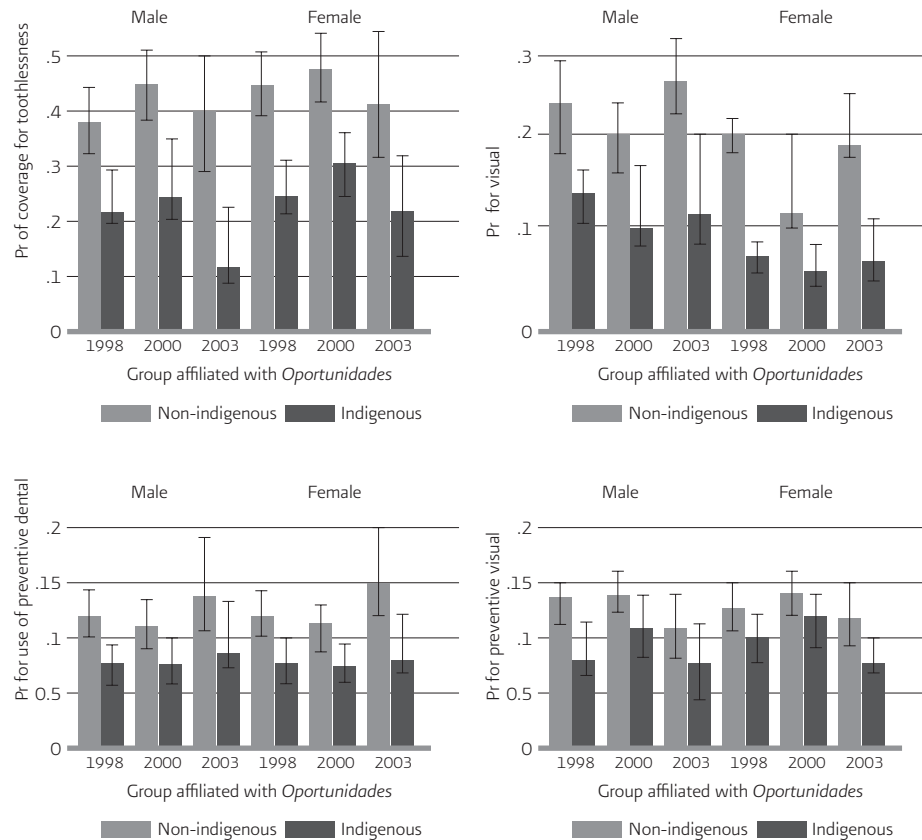 Male Female
Pr of coverage for toothlessness
.5
.4
.3
.2
.1
0
1998 2000 2003 1998 2000 2003
Group affiliated with Oportunidades
Non-indigenous Indigenous
Male Female
Pr for visual
.3
.2
.1
0
1998 2000 2003 1998 2000 2003
Group affiliated with Oportunidades
Non-indigenous Indigenous
Male Female
Pr for use of preventive dental
.2
.15
.1
0.5
0
1998 2000 2003 1998 2000 2003
Group affiliated with Oportunidades
Non-indigenous Indigenous
Male Female
Pr for preventive visual
.2
.15
.1
0.5
0
1998 2000 2003 1998 2000 2003
Group affiliated with Oportunidades
Non-indigenous Indigenous